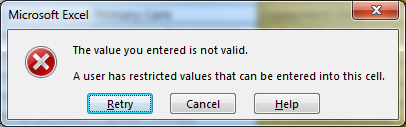 Microsoft Excel
The value you entered is not valid.
A user has restricted values that can be entered into this cell.
Retry Cancel Help